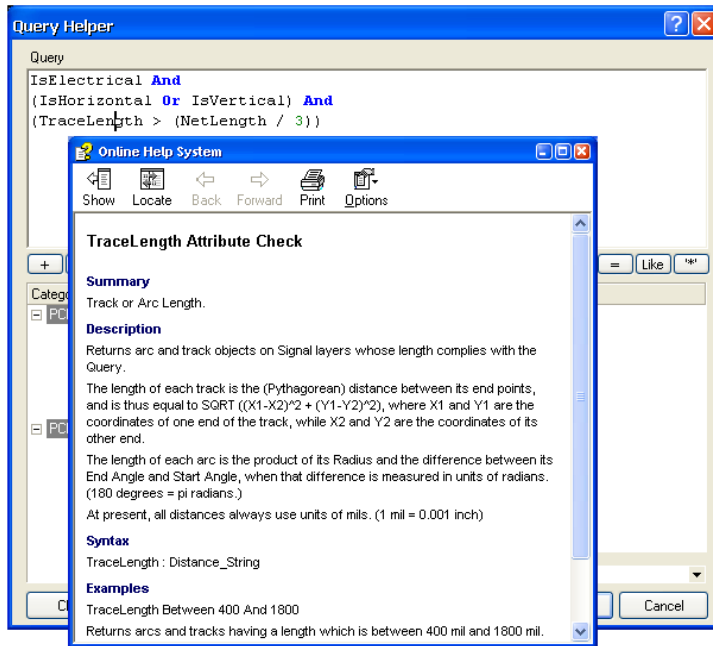 Query Helper
Query
IsElectrical And
(IsHorizontal Or IsVertical) And
(TraceLength > (NetLength / 3))
Online Help System
Show Locate Back Forward Print Options
TraceLength Attribute Check
Summary
Track or Arc Length.
Description
Returns arc and track objects on Signal layers whose length complies with the
Query.
The length of each track is the (Pythagorean) distance between its end points,
and is thus equal to SQRT ((X1-X2)^2 + (Y1-Y2)^2), where X1 and Y1 are the
coordinates of one end of the track, while X2 and Y2 are the coordinates of its
other end.
The length of each arc is the product of its Radius and the difference between its
End Angle and Start Angle, when that difference is measured in units of radians.
(180 degrees = pi radians.)
At present, all distances always use units of mils. (1 mil = 0.001 inch)
Syntax
TraceLength : Distance_String
Examples
TraceLength Between 400 And 1800
Returns arcs and tracks having a length which is between 400 mil and 1800 mil.
+ = Like '*'
Cancel